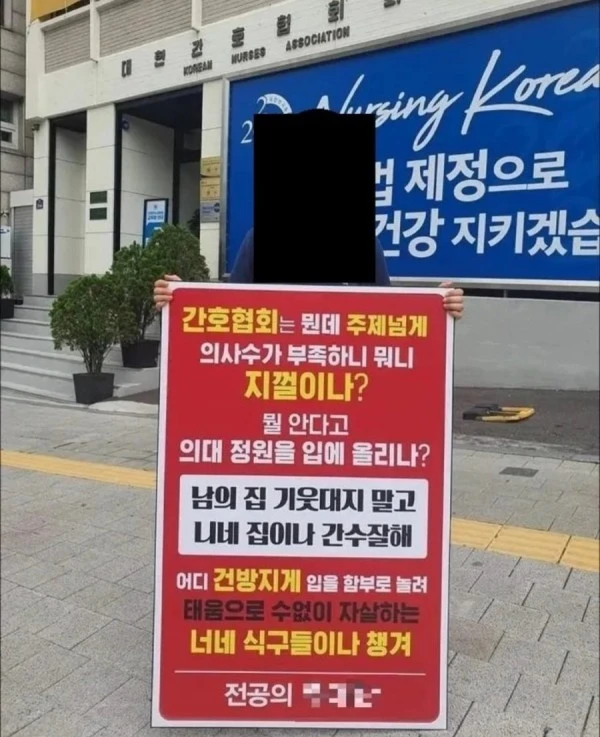 대한간호협회
KOREAN NURSES ASSOCIATION
Nursing Korea
법 제정으로
건강 지키겠습
간호협회는 뭔데 주제넘게
의사수가 부족하니 뭐니
지껄이나?
뭘 안다고
의대 정원을 입에 올리나?
남의 집 기웃대지 말고
니네 집이나 간수잘해
어디 건방지게 입을 함부로 놀려
태움으로 수없이 자살하는
너네 식구들이나 챙겨
전공의